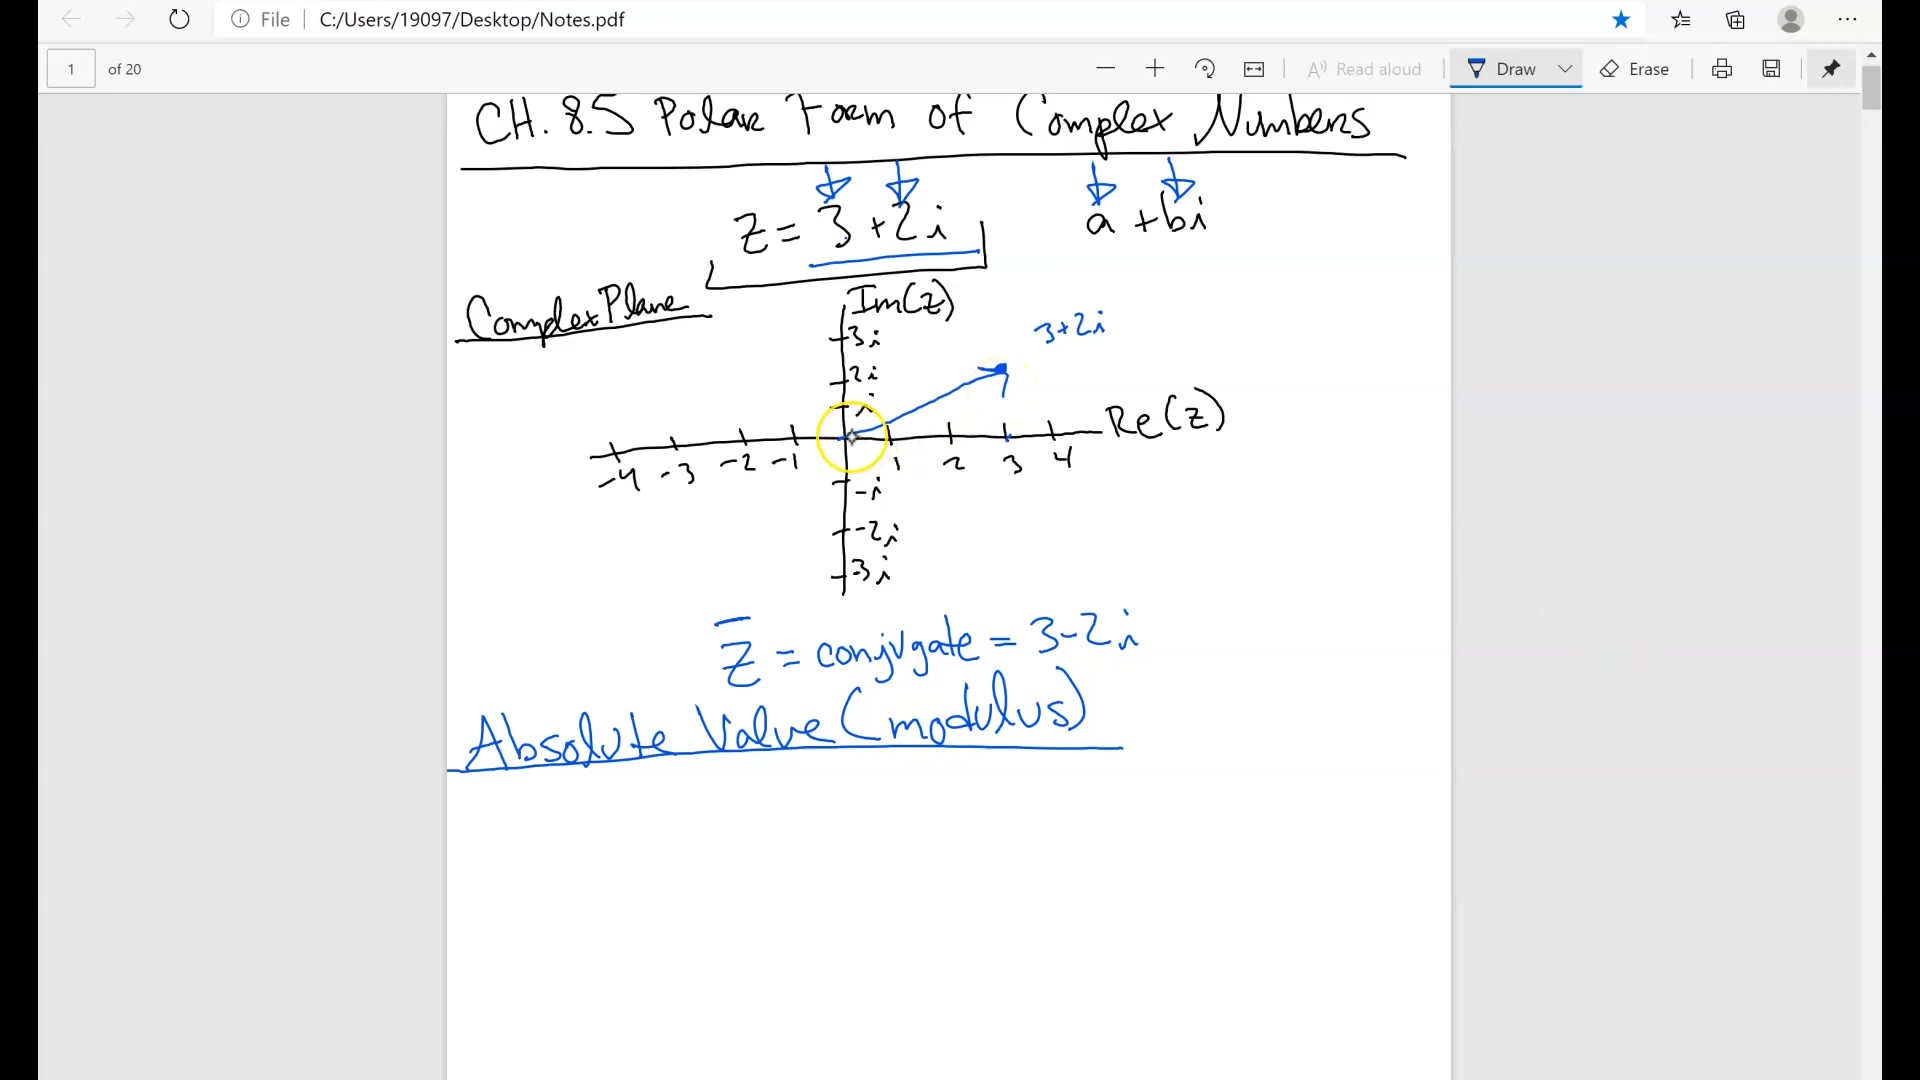 File C:/Users/19097/Desktop/Notes.pdf
1 of 20 Read aloud Draw Erase
CH. 8.5 Polar Form of Complex Numbers
z = 3 + 2i a + bi
Complex Plane
Im(z)
3i
3+2i
2i
i
Re(z)
-4 -3 -2 -1 1 2 3 4
-i
-2i
-3i
z̅ = conjugate = 3-2i
Absolute Value (modulus)